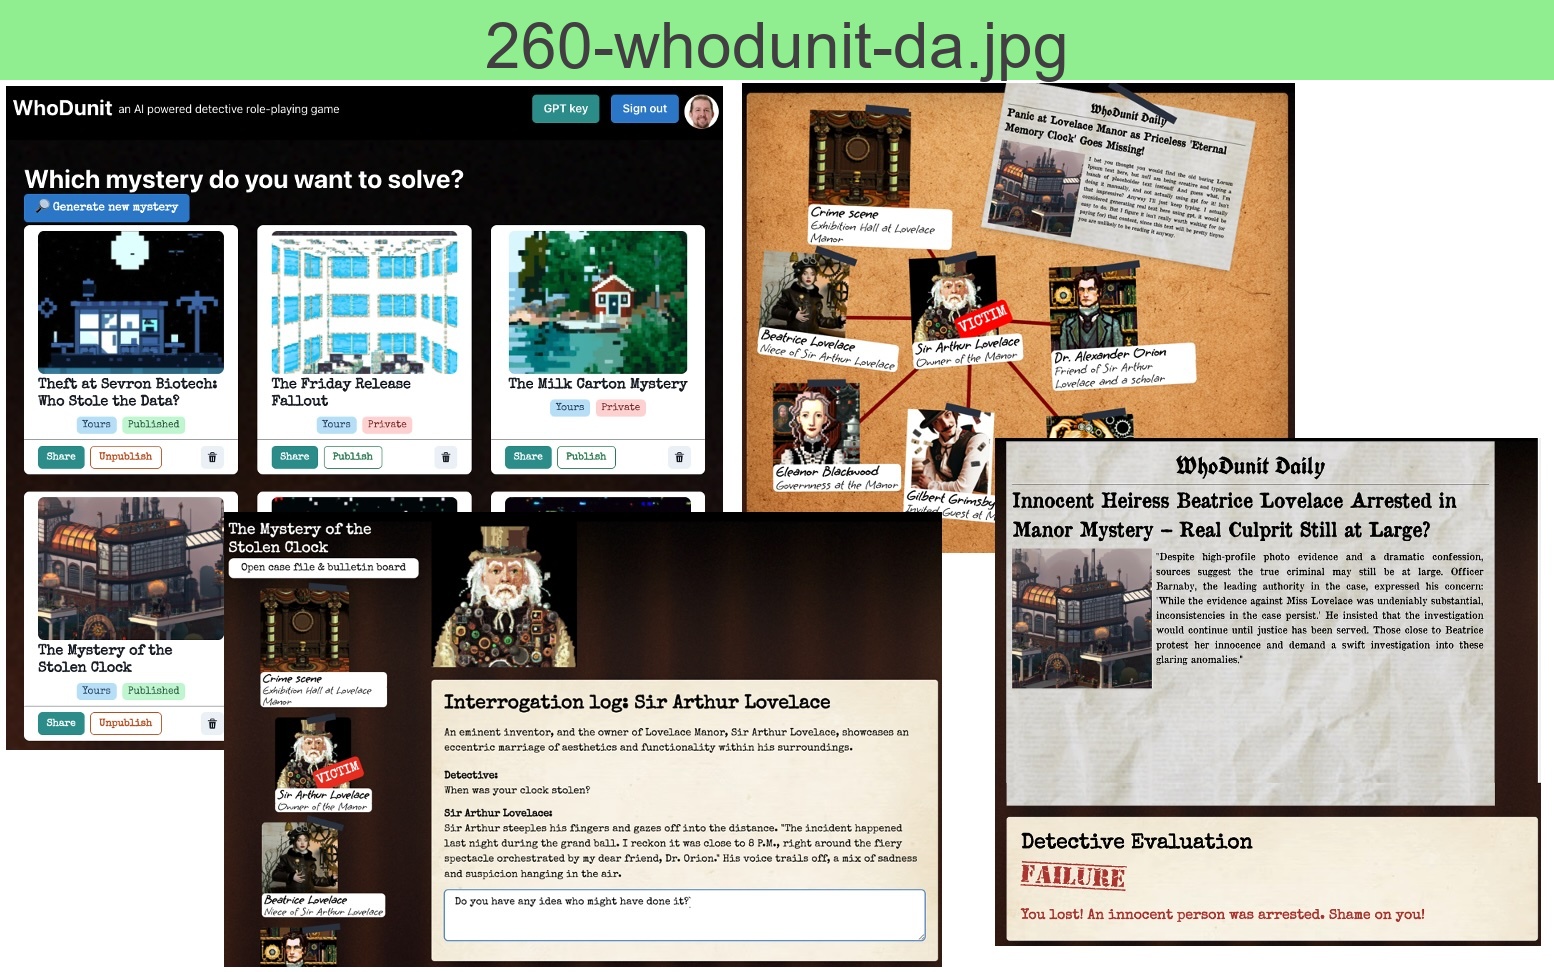 260-whodunit-da.jpg
WhoDunit an AI powered detective role-playing game
GPT key
Sign out
Which mystery do you want to solve?
🔎 Generate new mystery
Theft at Sevron Biotech:
Who Stole the Data?
Yours Published
Share Unpublish
The Friday Release
Fallout
Yours Private
Share Publish
The Milk Carton Mystery
Yours Private
Share Publish
The Mystery of the
Stolen Clock
Yours Published
Share Unpublish
WhoDunit Daily
Panic at Lovelace Manor as Priceless 'Eternal
Memory Clock' Goes Missing!
I bet you thought you would find the old boring Lorem
Ipsum text here, but no!I am being creative and typing a
bunch of placeholder text instead! And guess what, I'm
doing it manually, and not actually using gpt for it! Isn't
that impressive? Anyway I'll just keep typing. I actually
considered generating real text here using gpt, it would be
easy to do. But I figure it isn't really worth waiting for (or
paying for) that content, since this text will be pretty tiny so
you are unlikely to be reading it anyway.
Crime scene
Exhibition Hall at Lovelace
Manor
Beatrice Lovelace
Niece of Sir Arthur Lovelace
VICTIM
Sir Arthur Lovelace
Owner of the Manor
Dr. Alexander Orion
Friend of Sir Arthur
Lovelace and a scholar
Eleanor Blackwood
Governness at the Manor
Gilbert Grimsby
Invited Guest at M
The Mystery of the
Stolen Clock
Open case file & bulletin board
Crime scene
Exhibition Hall at Lovelace
Manor
VICTIM
Sir Arthur Lovelace
Owner of the Manor
Beatrice Lovelace
Niece of Sir Arthur Lovelace
Interrogation log: Sir Arthur Lovelace
An eminent inventor, and the owner of Lovelace Manor, Sir Arthur Lovelace, showcases an
eccentric marriage of aesthetics and functionality within his surroundings.
Detective:
When was your clock stolen?
Sir Arthur Lovelace:
Sir Arthur steeples his fingers and gazes off into the distance. "The incident happened
last night during the grand ball. I reckon it was close to 8 P.M., right around the fiery
spectacle orchestrated by my dear friend, Dr. Orion." His voice trails off, a mix of sadness
and suspicion hanging in the air.
Do you have any idea who might have done it?
WhoDunit Daily
Innocent Heiress Beatrice Lovelace Arrested in
Manor Mystery – Real Culprit Still at Large?
"Despite high-profile photo evidence and a dramatic confession,
sources suggest the true criminal may still be at large. Officer
Barnaby, the leading authority in the case, expressed his concern:
'While the evidence against Miss Lovelace was undeniably substantial,
inconsistencies in the case persist.' He insisted that the investigation
would continue until justice has been served. Those close to Beatrice
protest her innocence and demand a swift investigation into these
glaring anomalies."
Detective Evaluation
FAILURE
You lost! An innocent person was arrested. Shame on you!